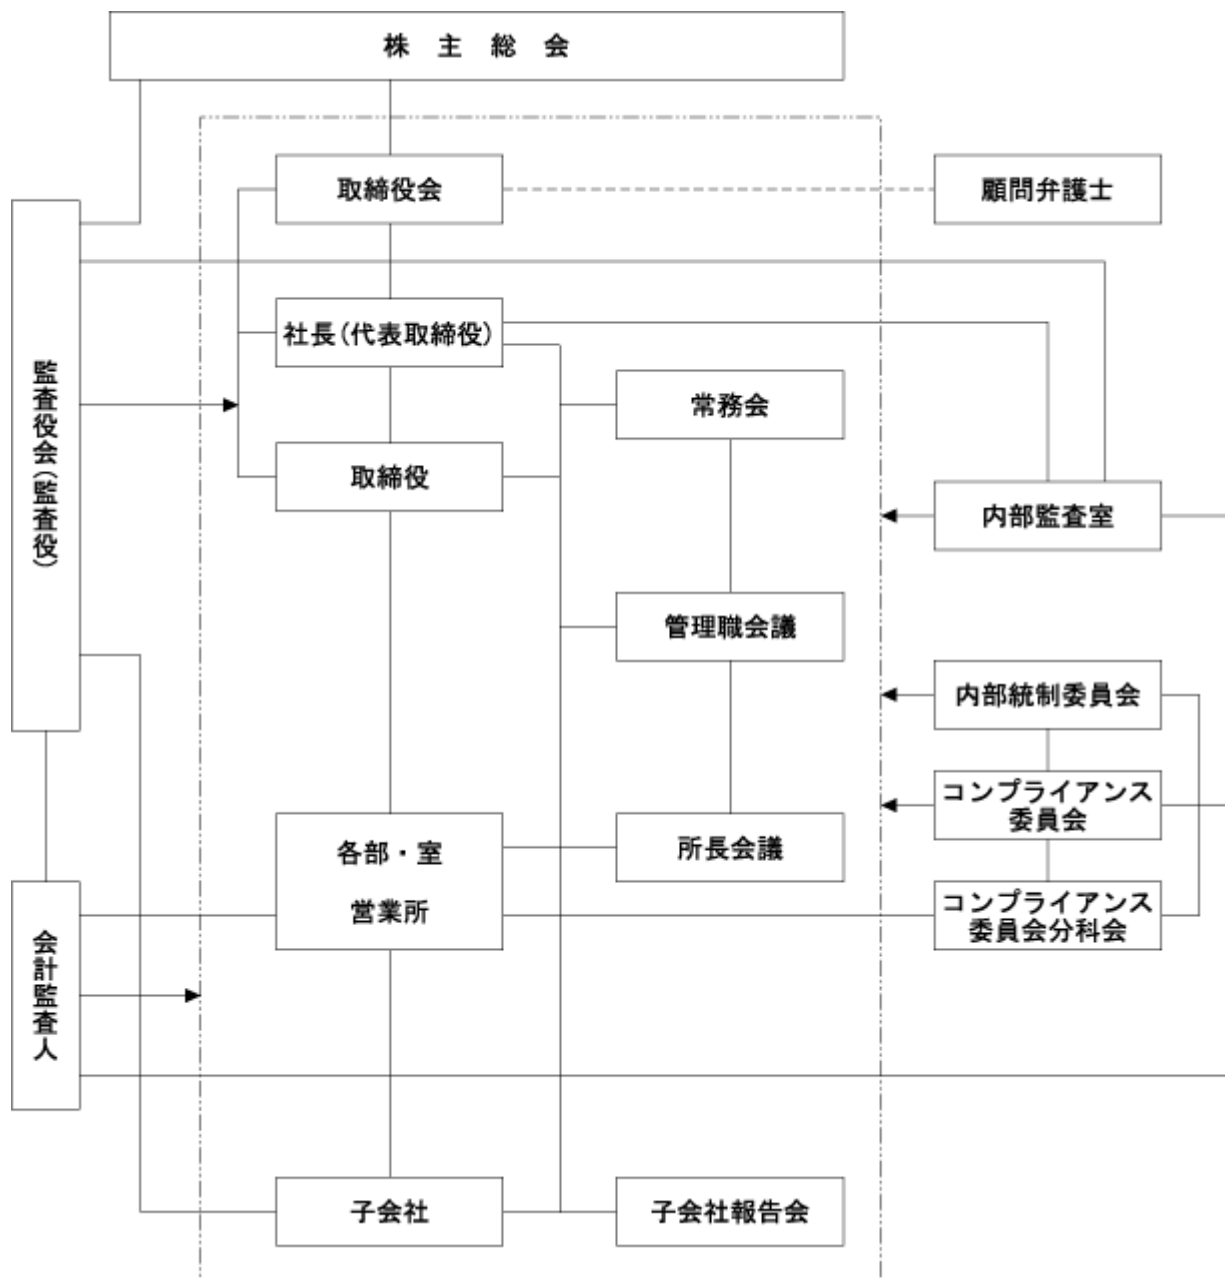 株主総会
取締役会
顧問弁護士
社長(代表取締役)
監査役会(監査役)
常務会
取締役
内部監査室
管理職会議
内部統制委員会
コンプライアンス
委員会
各部・室
営業所
所長会議
コンプライアンス
委員会分科会
会計監査人
子会社
子会社報告会